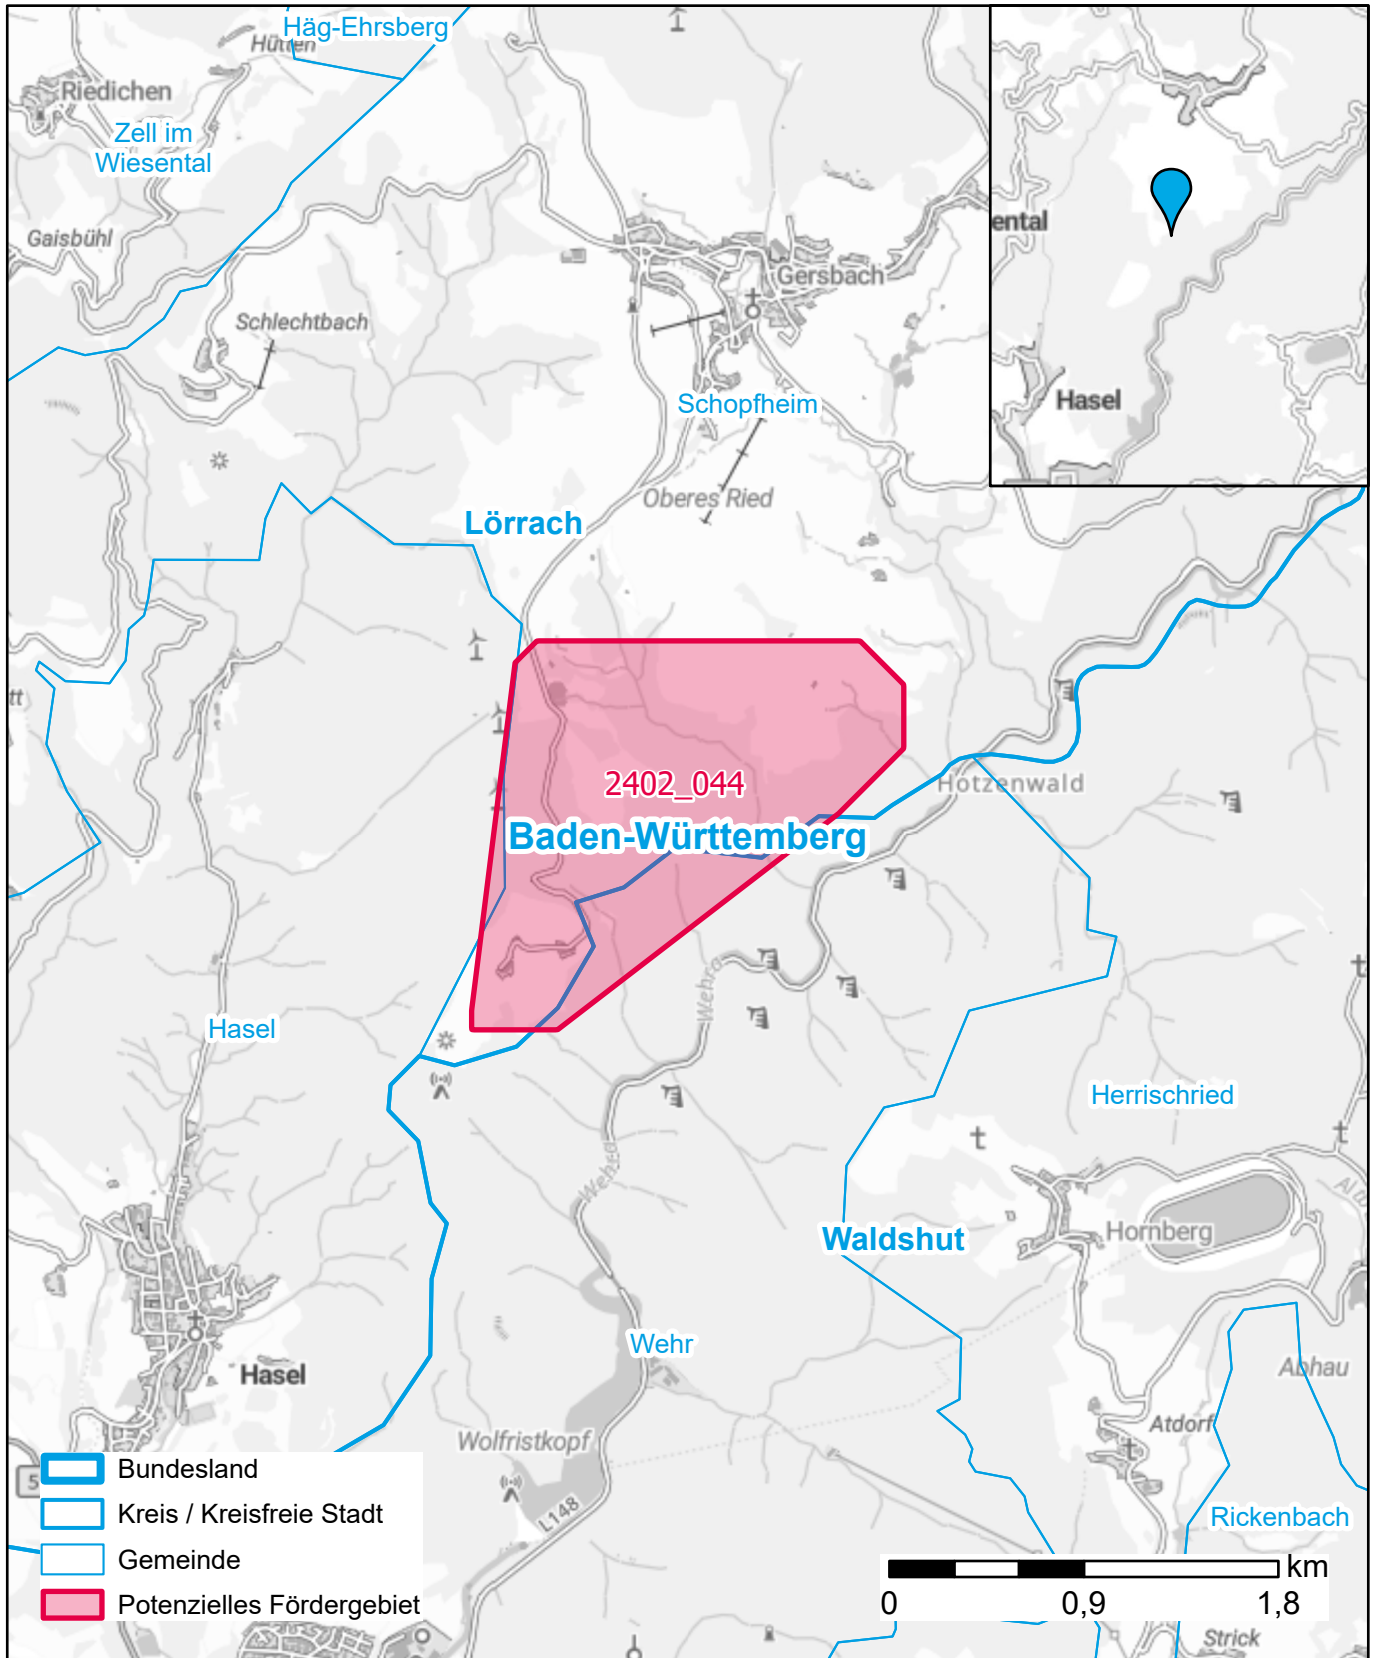 Häg-Ehrsberg
Hütten
Riedichen
Zell im
Wiesental
Gaisbühl
Gersbach
Schlechtbach
Schopfheim
Oberes Ried
Lörrach
ental
Hasel
tt
2402_044
Hotzenwald
Baden-Württemberg
Wehra
Hasel
Herrischried
Wehra
Waldshut
Hornberg
Wehr
Hasel
Abhau
Atdorf
Wolfristkopf
L148
Rickenbach
5
Bundesland
Kreis / Kreisfreie Stadt
Gemeinde
Potenzielles Fördergebiet
km
0 0,9 1,8
Strick